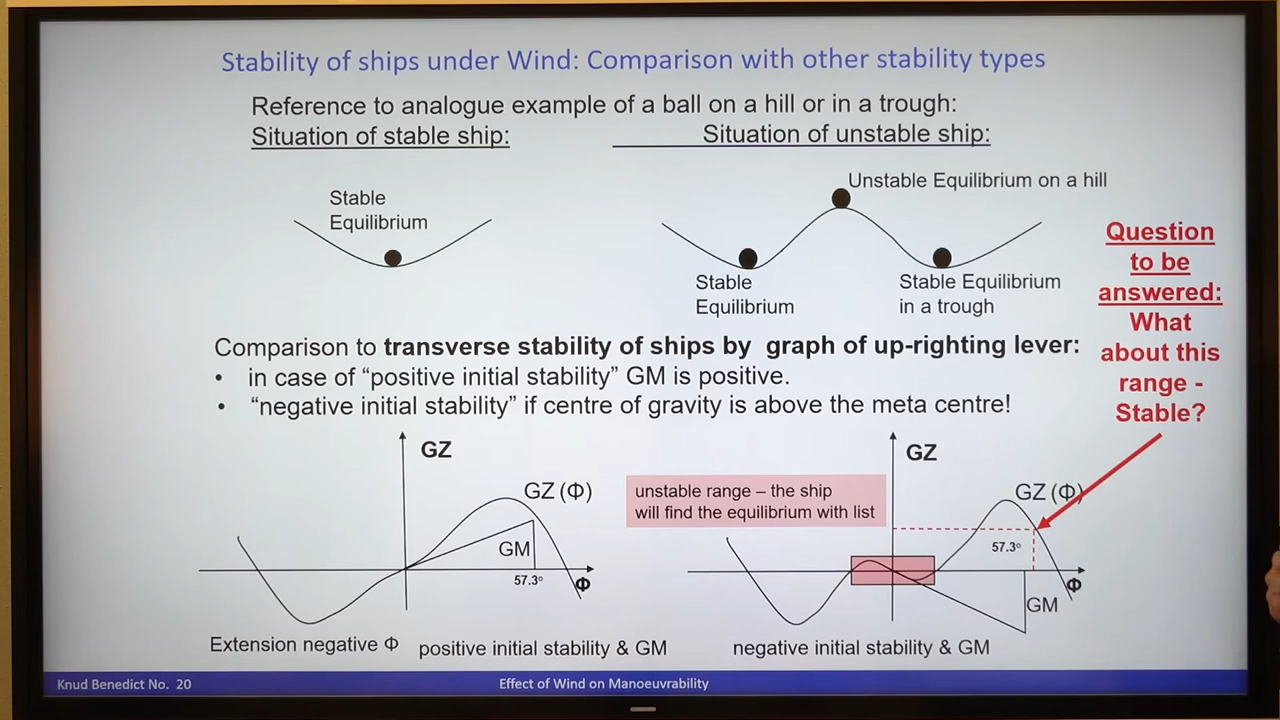 Stability of ships under Wind: Comparison with other stability types
Reference to analogue example of a ball on a hill or in a trough:
Situation of stable ship:
Situation of unstable ship:
Stable
Equilibrium
Unstable Equilibrium on a hill
Stable
Equilibrium
Stable Equilibrium
in a trough
Question
to be
answered:
What
about this
range -
Stable?
Comparison to transverse stability of ships by graph of up-righting lever:
• in case of “positive initial stability” GM is positive.
• “negative initial stability” if centre of gravity is above the meta centre!
GZ
GZ (Φ)
GM
57.3°
Φ
Extension negative Φ
positive initial stability & GM
unstable range – the ship
will find the equilibrium with list
GZ
GZ (Φ)
57.3°
Φ
GM
negative initial stability & GM
Knud Benedict No. 20
Effect of Wind on Manoeuvrability